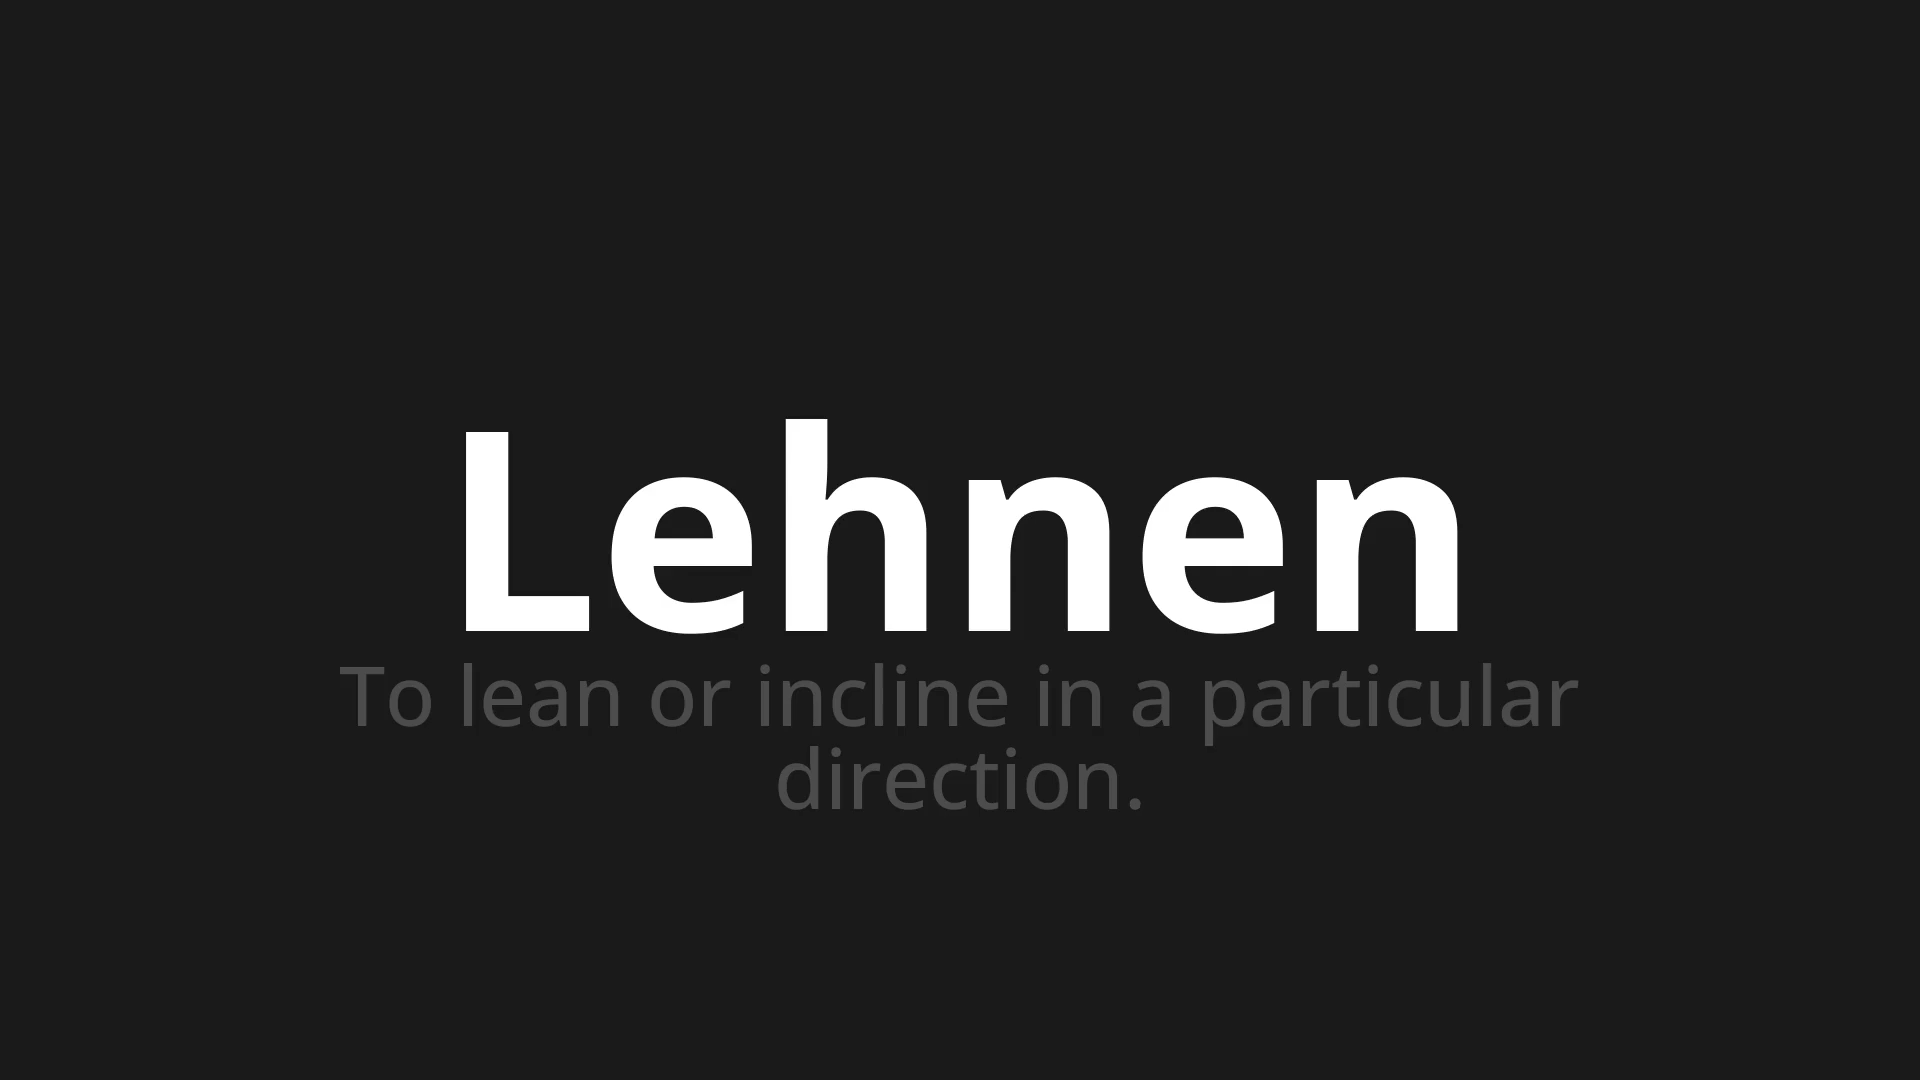 Lehnen
To lean or incline in a particular
direction.